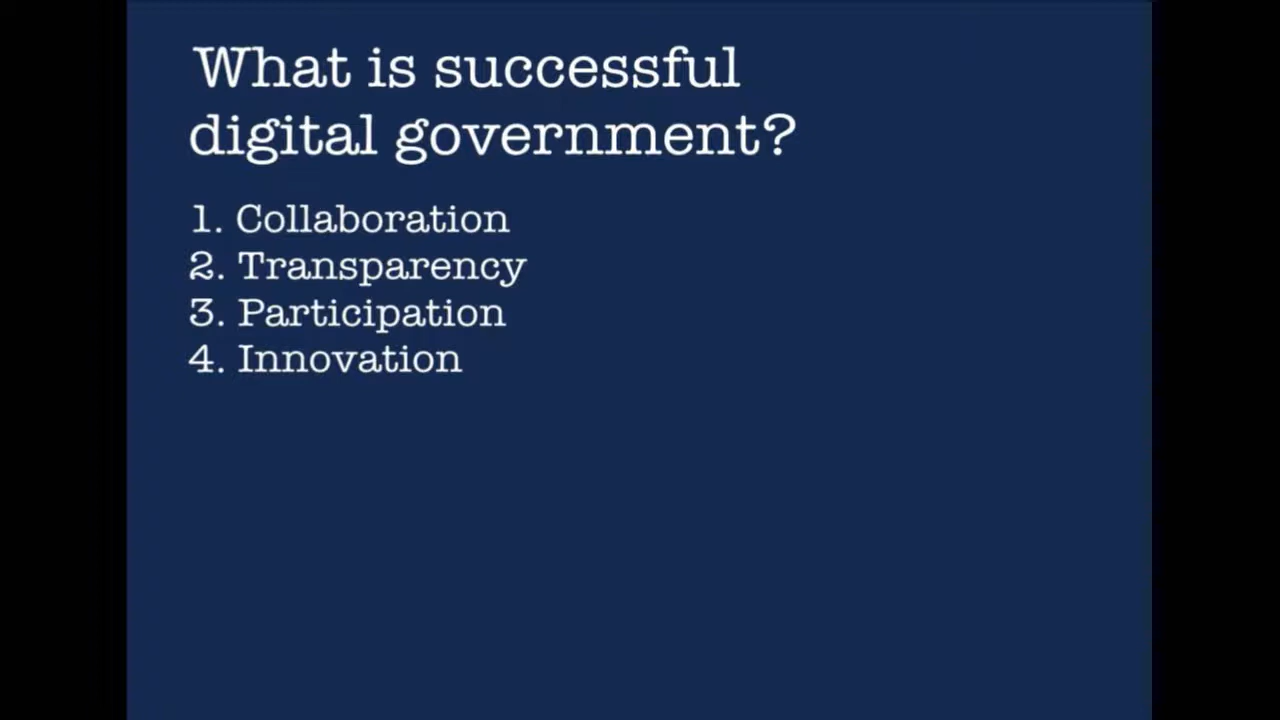 What is successful
digital government?
1. Collaboration
2. Transparency
3. Participation
4. Innovation